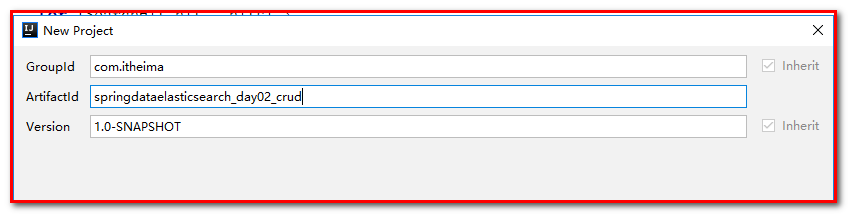 New Project
GroupId com.itheima Inherit
ArtifactId springdataelasticsearch_day02_crud
Version 1.0-SNAPSHOT Inherit